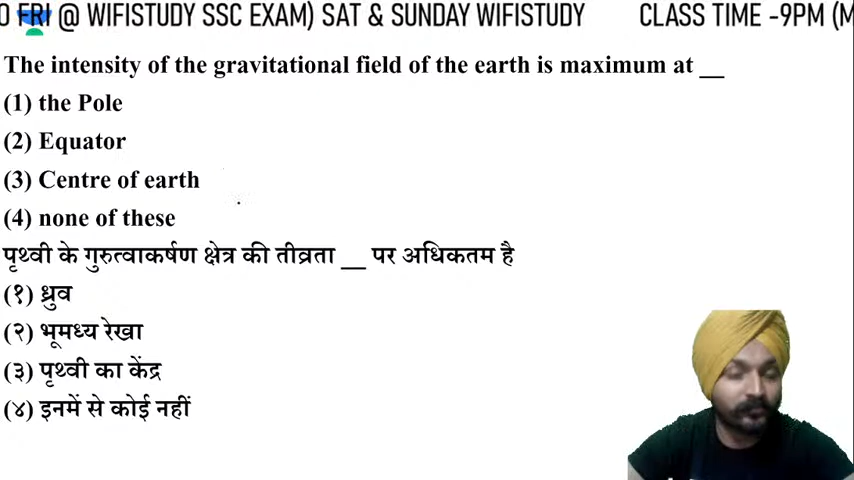 O FRI @ WIFISTUDY SSC EXAM) SAT & SUNDAY WIFISTUDY CLASS TIME -9PM (M
The intensity of the gravitational field of the earth is maximum at __
(1) the Pole
(2) Equator
(3) Centre of earth
(4) none of these
पृथ्वी के गुरुत्वाकर्षण क्षेत्र की तीव्रता __ पर अधिकतम है
(१) ध्रुव
(२) भूमध्य रेखा
(३) पृथ्वी का केंद्र
(४) इनमें से कोई नहीं